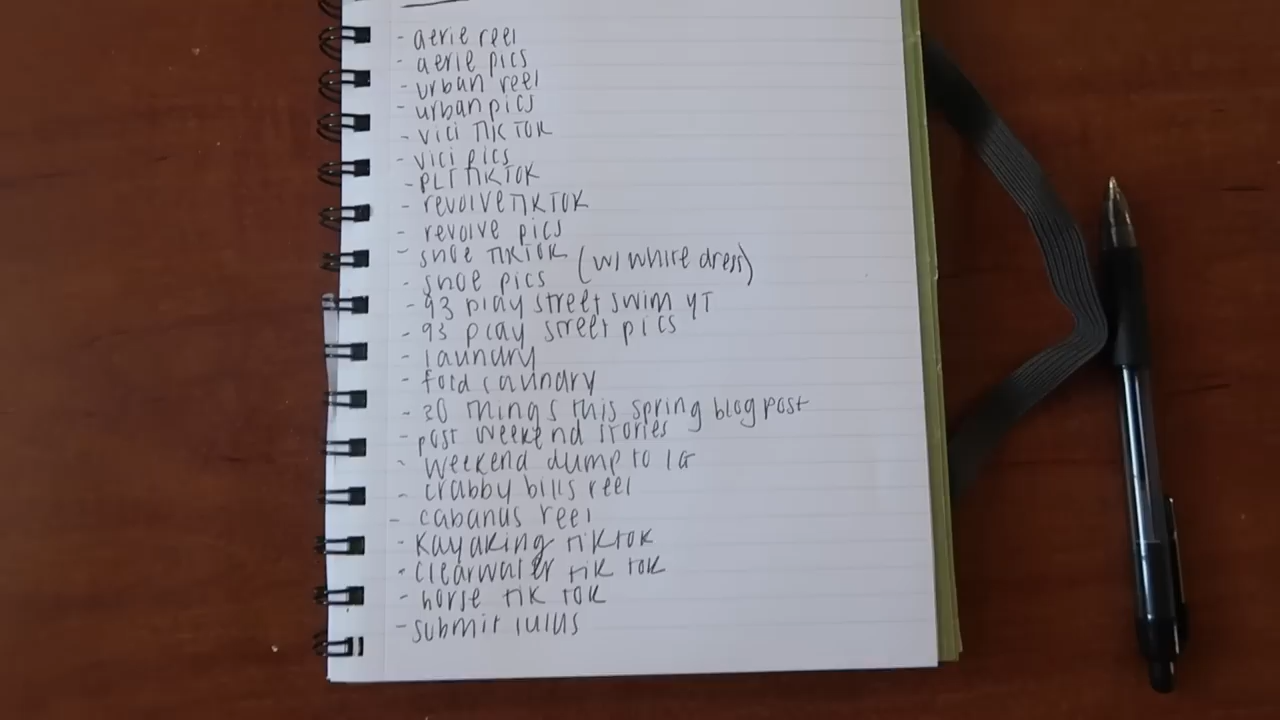 - aerie reel
- aerie pics
- urban reel
- urban pics
- vici TIKTOK
- vici pics
- PLT TIKTOK
- revolve TIKTOK
- revolve pics
- shoe TIKTOK (w/ white dress)
- shoe pics
- 93 play street swim YT
- 93 play street pics
- laundry
- fold laundry
- 30 things this spring blog post
- post weekend stories
- weekend dump to IG
- crabby bills reel
- cabanas reel
- Kayaking TIKTOK
- clearwater TIK TOK
- horse TIK TOK
- submit lulus